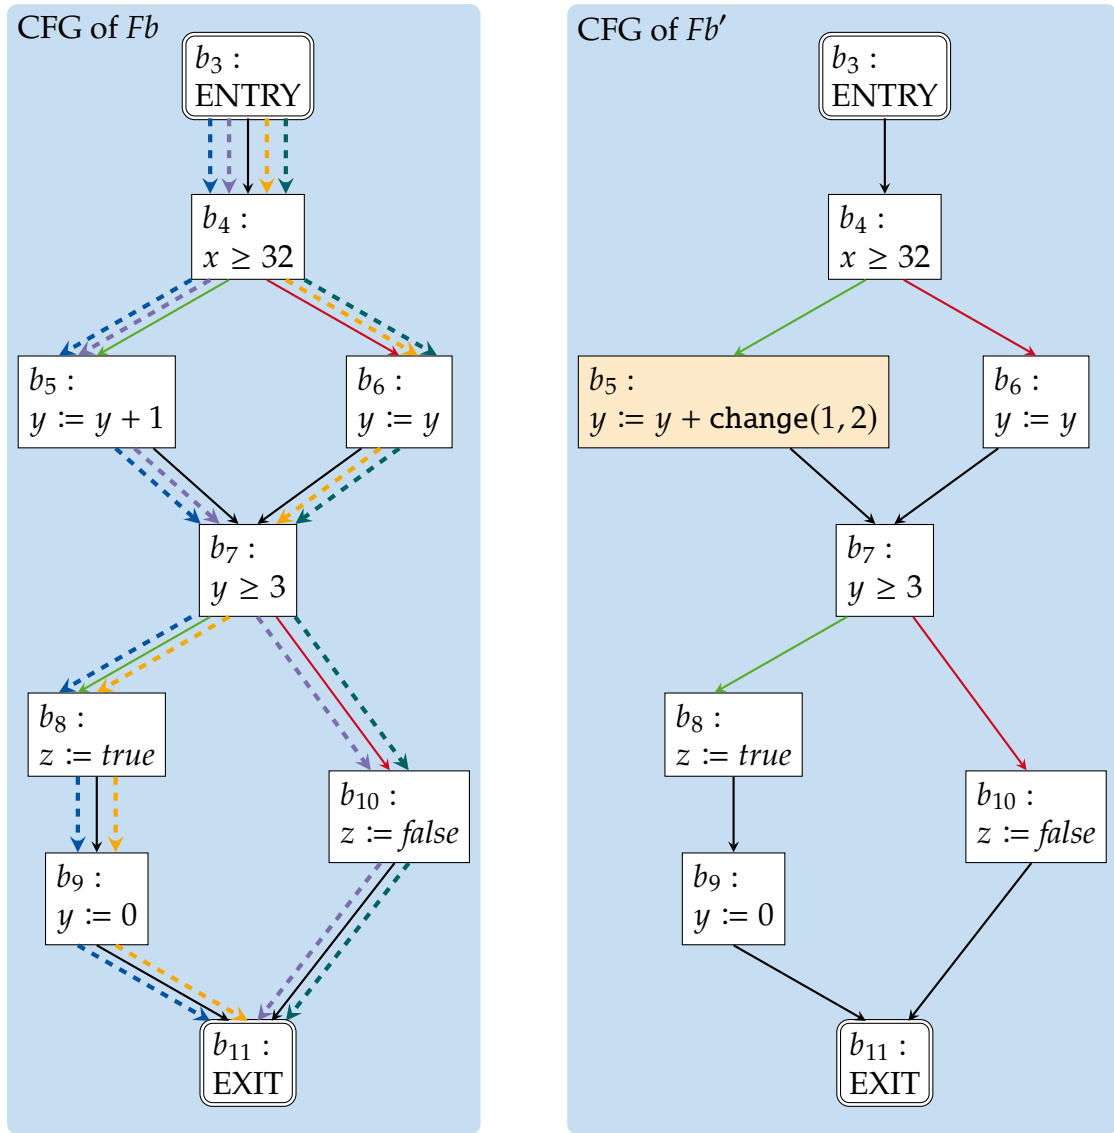 CFG of Fb
b₃ :
ENTRY
b₄ :
x ≥ 32
b₅ :
y := y + 1
b₆ :
y := y
b₇ :
y ≥ 3
b₈ :
z := true
b₁₀ :
z := false
b₉ :
y := 0
b₁₁ :
EXIT
CFG of Fb′
b₃ :
ENTRY
b₄ :
x ≥ 32
b₅ :
y := y + change(1, 2)
b₆ :
y := y
b₇ :
y ≥ 3
b₈ :
z := true
b₁₀ :
z := false
b₉ :
y := 0
b₁₁ :
EXIT